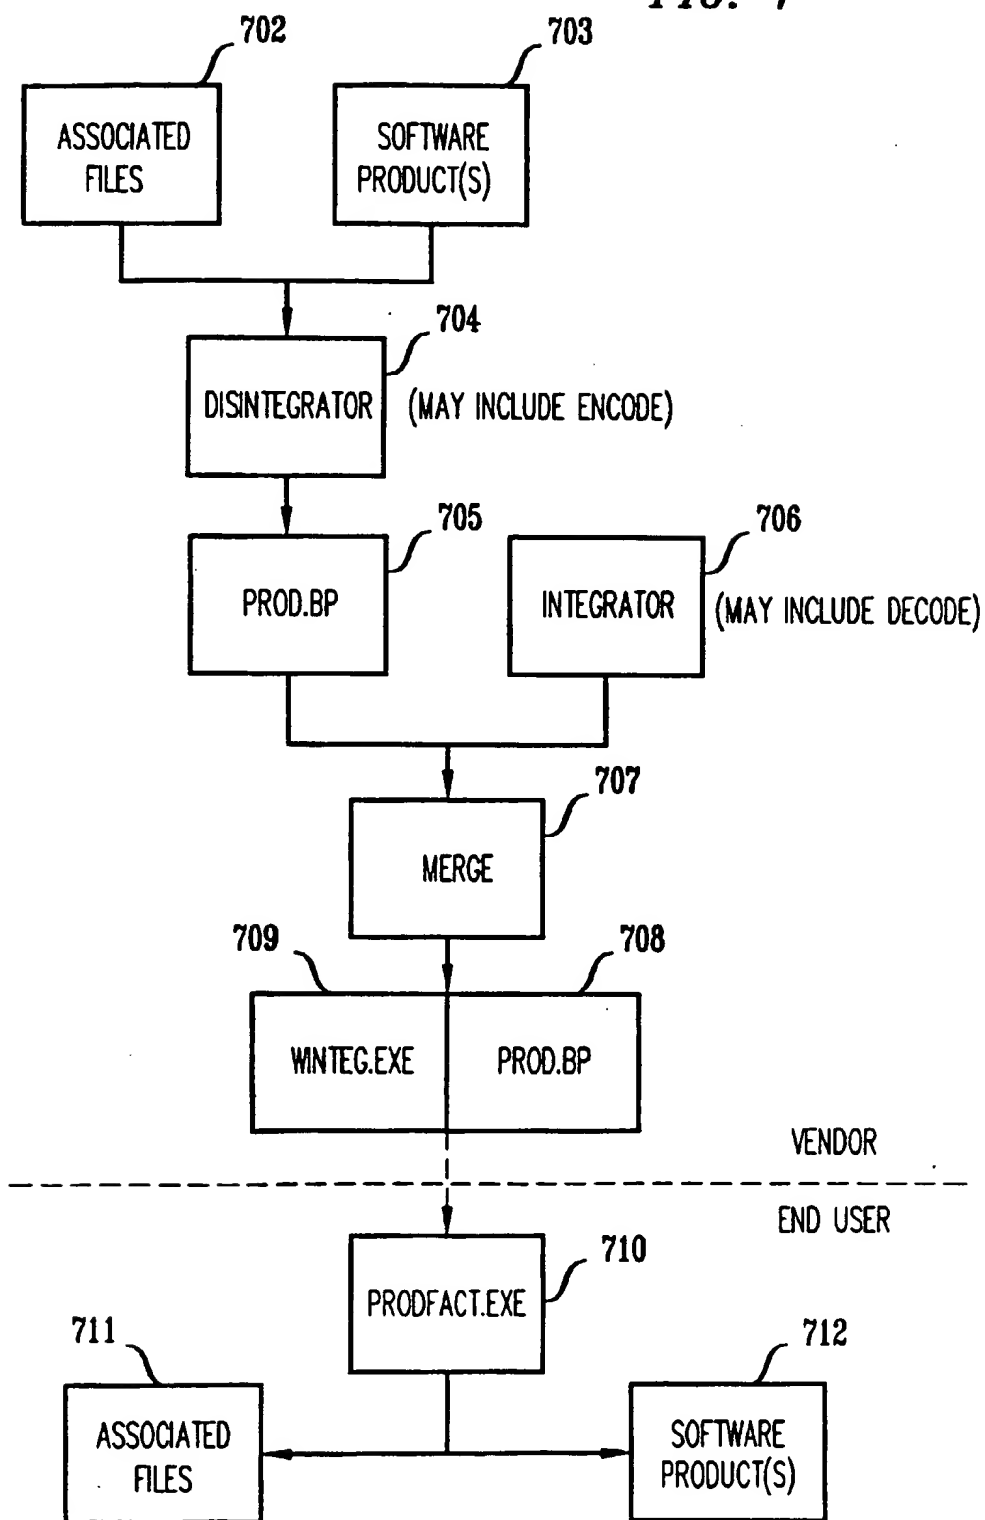 FIG. 7
702
703
ASSOCIATED
FILES
SOFTWARE
PRODUCT(S)
704
DISINTEGRATOR
(MAY INCLUDE ENCODE)
705
706
PROD.BP
INTEGRATOR
(MAY INCLUDE DECODE)
707
MERGE
709
708
WINTEG.EXE
PROD.BP
VENDOR
END USER
710
PRODFACT.EXE
711
712
ASSOCIATED
FILES
SOFTWARE
PRODUCT(S)